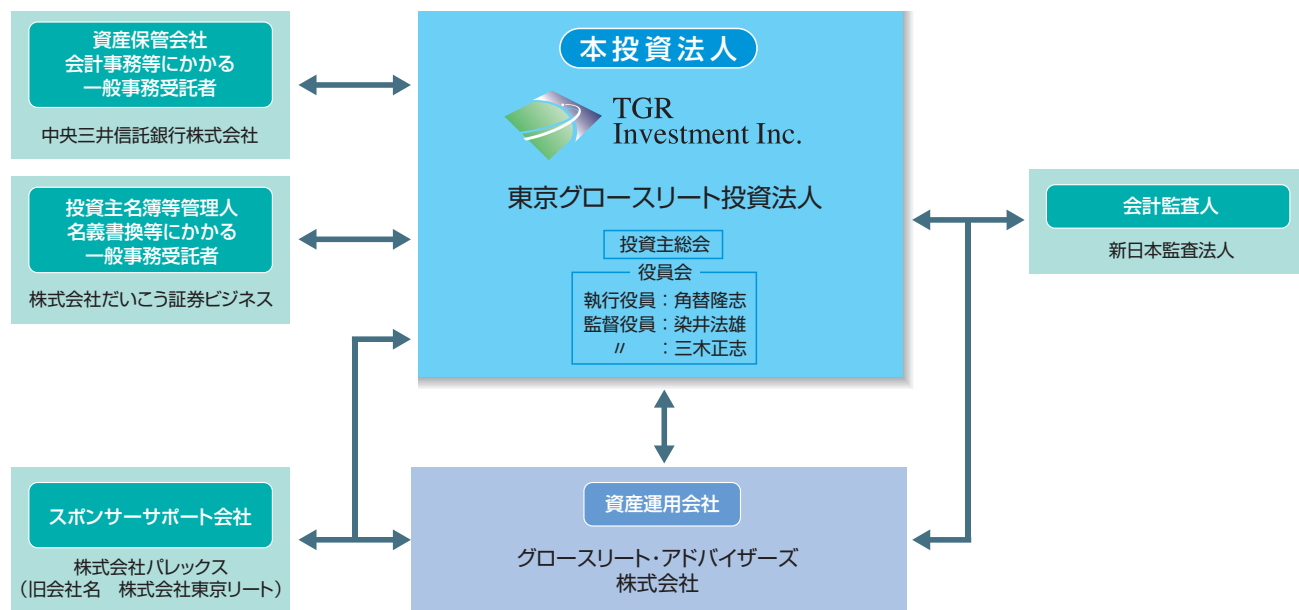 資産保管会社
会計事務等にかかる
一般事務受託者
中央三井信託銀行株式会社
投資主名簿等管理人
名義書換等にかかる
一般事務受託者
株式会社だいこう証券ビジネス
スポンサーサポート会社
株式会社パレックス
(旧会社名　株式会社東京リート)
本投資法人
TGR
Investment Inc.
東京グロースリート投資法人
投資主総会
役員会
執行役員:角替隆志
監督役員:染井法雄
〃　　:三木正志
資産運用会社
グロースリート・アドバイザーズ
株式会社
会計監査人
新日本監査法人